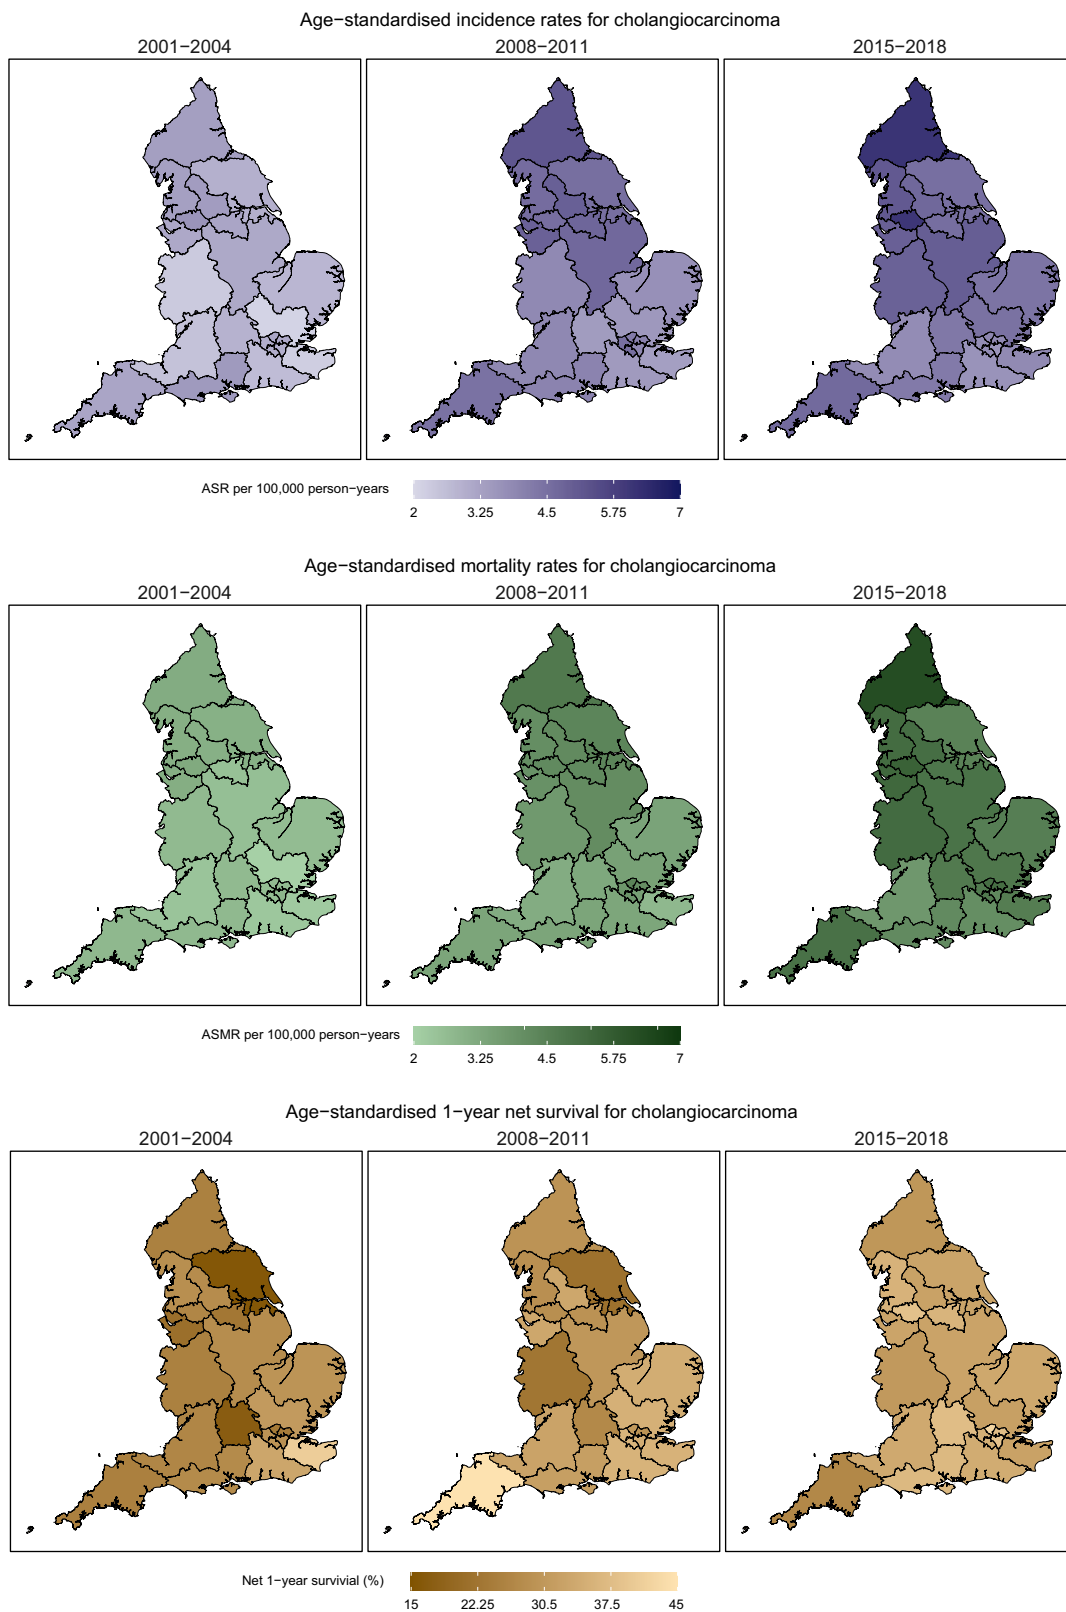 Age−standardised incidence rates for cholangiocarcinoma
2001−2004 2008−2011 2015−2018
ASR per 100,000 person−years
2 3.25 4.5 5.75 7
Age−standardised mortality rates for cholangiocarcinoma
2001−2004 2008−2011 2015−2018
ASMR per 100,000 person−years
2 3.25 4.5 5.75 7
Age−standardised 1−year net survival for cholangiocarcinoma
2001−2004 2008−2011 2015−2018
Net 1−year survivial (%)
15 22.25 30.5 37.5 45